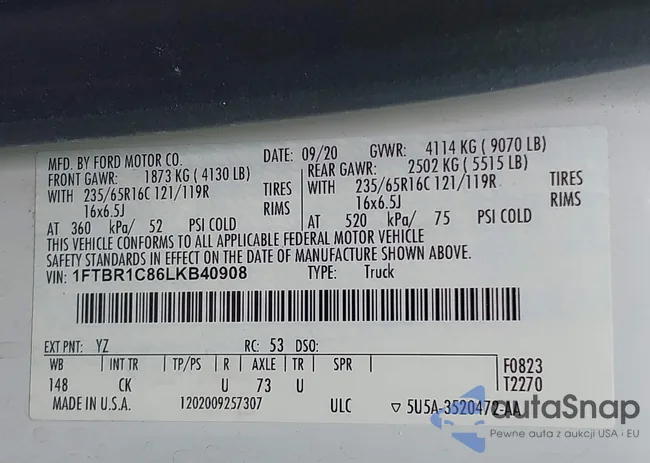 MFD. BY FORD MOTOR CO. DATE: 09/20 GVWR: 4114 KG ( 9070 LB)
FRONT GAWR: 1873 KG ( 4130 LB) REAR GAWR: 2502 KG ( 5515 LB)
WITH 235/65R16C 121/119R TIRES WITH 235/65R16C 121/119R TIRES
16x6.5J RIMS 16x6.5J RIMS
AT 360 kPa/ 52 PSI COLD AT 520 kPa/ 75 PSI COLD
THIS VEHICLE CONFORMS TO ALL APPLICABLE FEDERAL MOTOR VEHICLE
SAFETY STANDARDS IN EFFECT ON THE DATE OF MANUFACTURE SHOWN ABOVE.
VIN: 1FTBR1C86LKB40908 TYPE: Truck
EXT PNT: YZ RC: 53 DSO:
WB INT TR TP/PS R AXLE TR SPR F0823
148 CK U 73 U T2270
MADE IN U.S.A. 1202009257307 ULC ▽ 5U5A-3520472-AA
autoSnap
Pewne auta z aukcji USA i EU